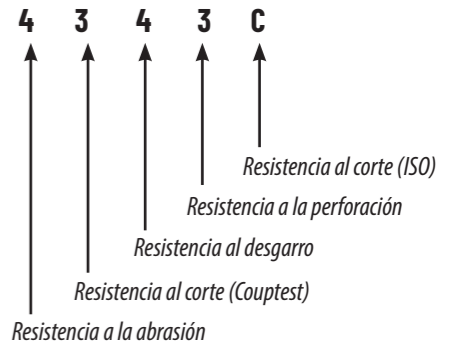 4 3 4 3 C
Resistencia al corte (ISO)
Resistencia a la perforación
Resistencia al desgarro
Resistencia al corte (Couptest)
Resistencia a la abrasión